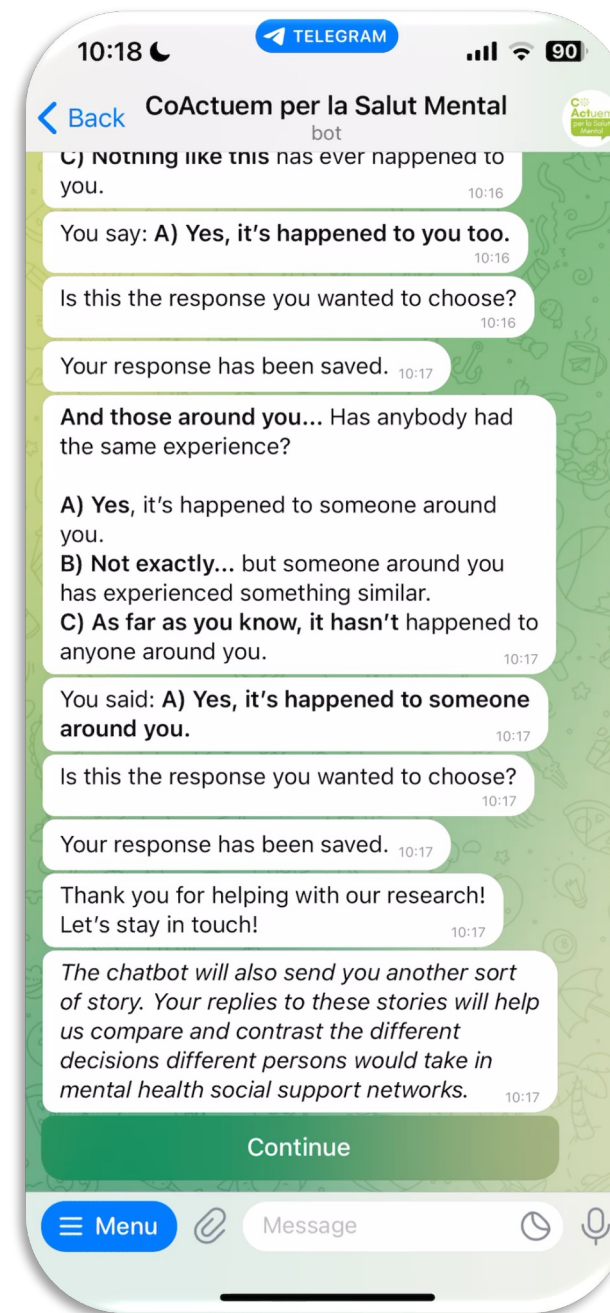 10:18
TELEGRAM
90
Back
CoActuem per la Salut Mental
bot
CoActuem
per la Salut
Mental
C) Nothing like this has ever happened to
you.
10:16
You say: A) Yes, it's happened to you too.
10:16
Is this the response you wanted to choose?
10:16
Your response has been saved. 10:17
And those around you... Has anybody had
the same experience?
A) Yes, it's happened to someone around
you.
B) Not exactly... but someone around you
has experienced something similar.
C) As far as you know, it hasn't happened to
anyone around you.
10:17
You said: A) Yes, it's happened to someone
around you.
10:17
Is this the response you wanted to choose?
10:17
Your response has been saved. 10:17
Thank you for helping with our research!
Let's stay in touch!
10:17
The chatbot will also send you another sort
of story. Your replies to these stories will help
us compare and contrast the different
decisions different persons would take in
mental health social support networks.
10:17
Continue
Menu
Message